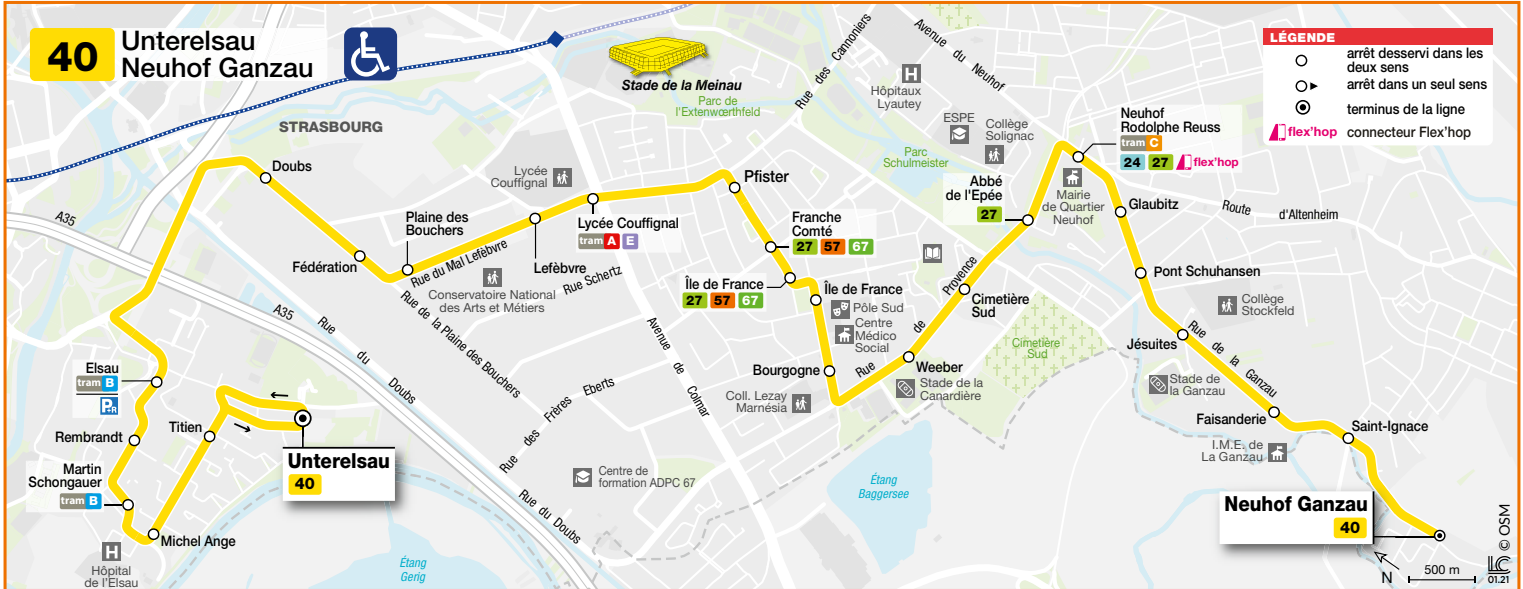 40
Unterelsau
Neuhof Ganzau
STRASBOURG
Stade de la Meinau
Parc de
l'Extenwœrthfeld
Rue des Cannoniers
Avenue du Neuhof
H
Hôpitaux
Lyautey
ESPE
Collège
Solignac
Parc
Schulmeister
LÉGENDE
arrêt desservi dans les
deux sens
arrêt dans un seul sens
terminus de la ligne
flex'hop connecteur Flex'hop
Neuhof
Rodolphe Reuss
tram C
24 27 flex'hop
Abbé
de l'Epée
27
Mairie
de Quartier
Neuhof
Glaubitz
Route d'Altenheim
Pont Schuhansen
Collège
Stockfeld
Jésuites
Rue de la Ganzau
Stade de
la Ganzau
Faisanderie
I.M.E. de
La Ganzau
Saint-Ignace
Neuhof Ganzau
40
N
500 m
© OSM
LC
01.21
A35
Doubs
Fédération
Plaine des
Bouchers
Rue du Mal Lefèbvre
Lycée
Couffignal
Lycée Couffignal
tram A E
Lefèbvre
Rue Schertz
Conservatoire National
des Arts et Métiers
Rue de la Plaine des Bouchers
Pfister
Franche
Comté
27 57 67
Île de France
27 57 67
Île de France
Pôle Sud
Centre
Médico
Social
Bourgogne
Coll. Lezay
Marnésia
Rue de Provence
Weeber
Stade de la
Canardière
Cimetière
Sud
Cimetière
Sud
Avenue de Colmar
A35
Rue du Doubs
Rue des Frères Eberts
Centre de
formation ADPC 67
Rue du Doubs
Étang
Baggersee
Elsau
tram B
P+R
Rembrandt
Titien
Martin
Schongauer
tram B
Michel Ange
H
Hôpital
de l'Elsau
Unterelsau
40
Étang
Gerig